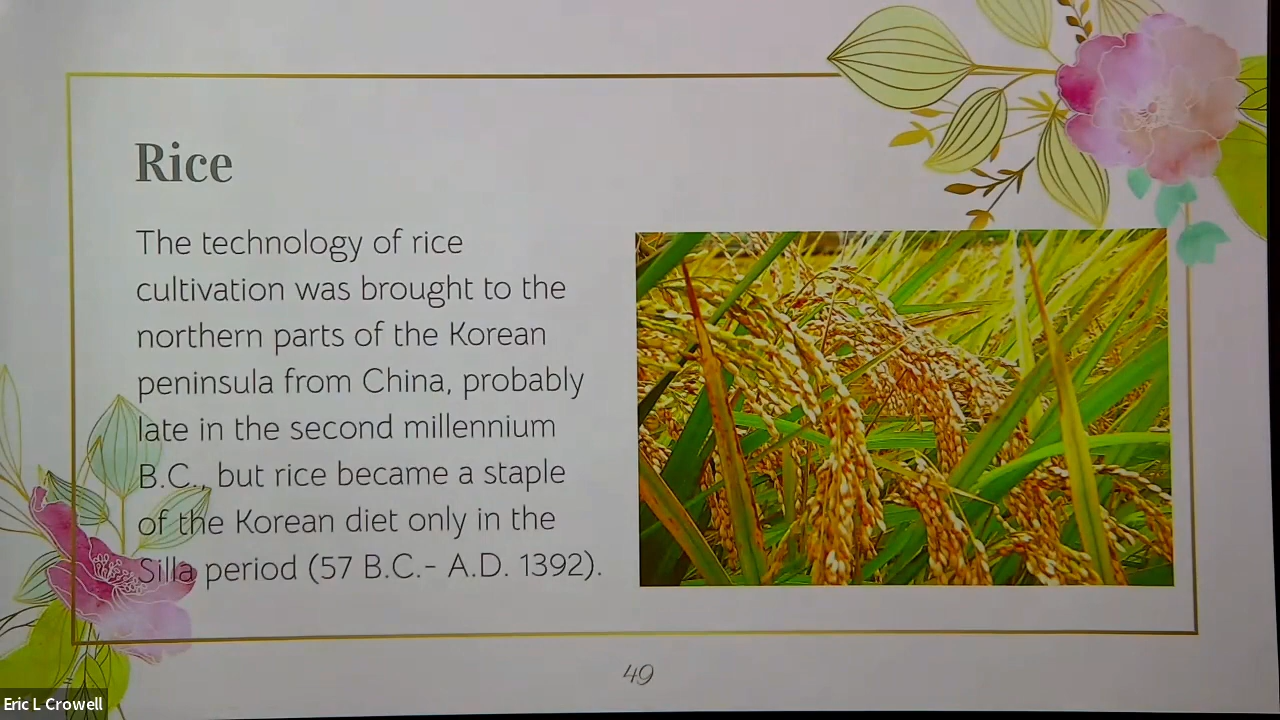 Rice
The technology of rice
cultivation was brought to the
northern parts of the Korean
peninsula from China, probably
late in the second millennium
B.C., but rice became a staple
of the Korean diet only in the
Silla period (57 B.C.- A.D. 1392).
49
Eric L Crowell